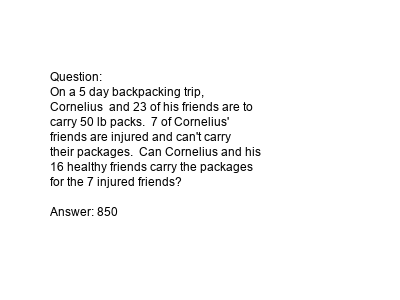 Question:
On a 5 day backpacking trip,
Cornelius  and 23 of his friends are to
carry 50 lb packs.  7 of Cornelius'
friends are injured and can't carry
their packages.  Can Cornelius and his
16 healthy friends carry the packages
for the 7 injured friends?

Answer: 850